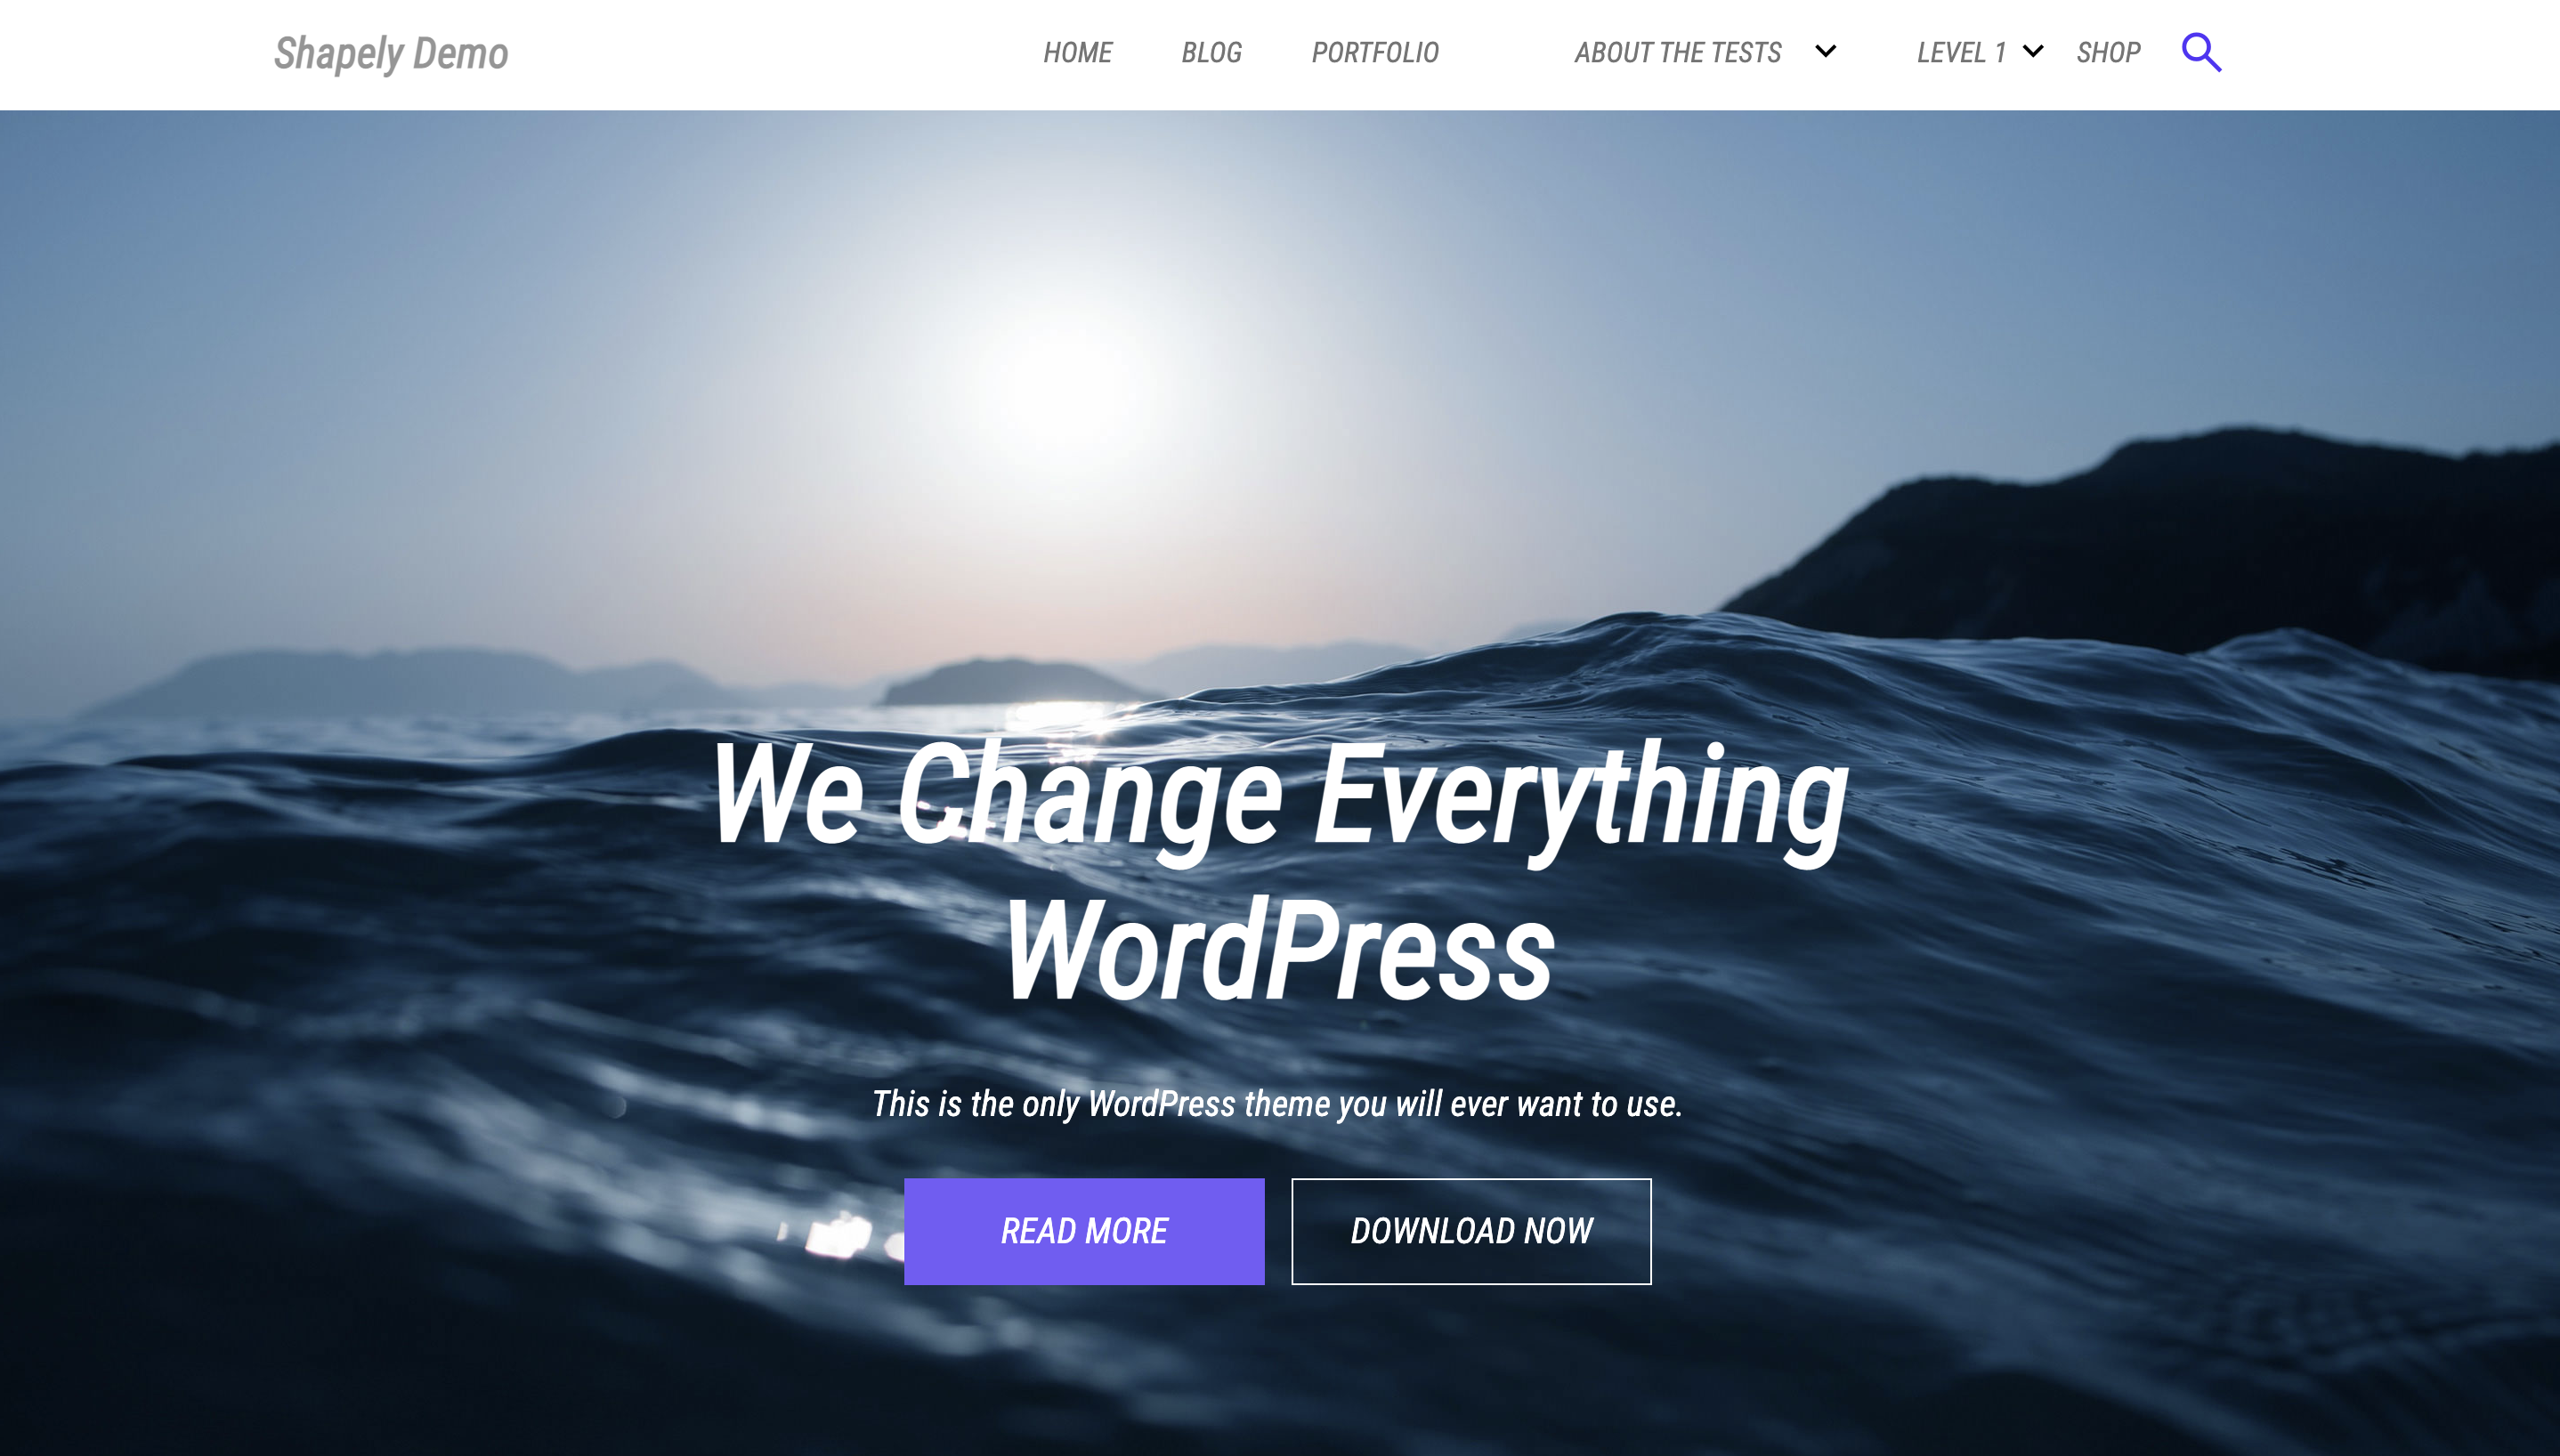 Shapely Demo
HOME BLOG PORTFOLIO ABOUT THE TESTS LEVEL 1 SHOP
We Change Everything
WordPress
This is the only WordPress theme you will ever want to use.
READ MORE DOWNLOAD NOW